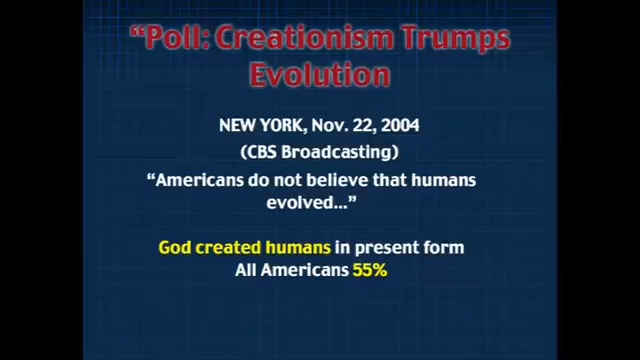 “Poll: Creationism Trumps
Evolution
NEW YORK, Nov. 22, 2004
(CBS Broadcasting)
“Americans do not believe that humans
evolved...”
God created humans in present form
All Americans 55%